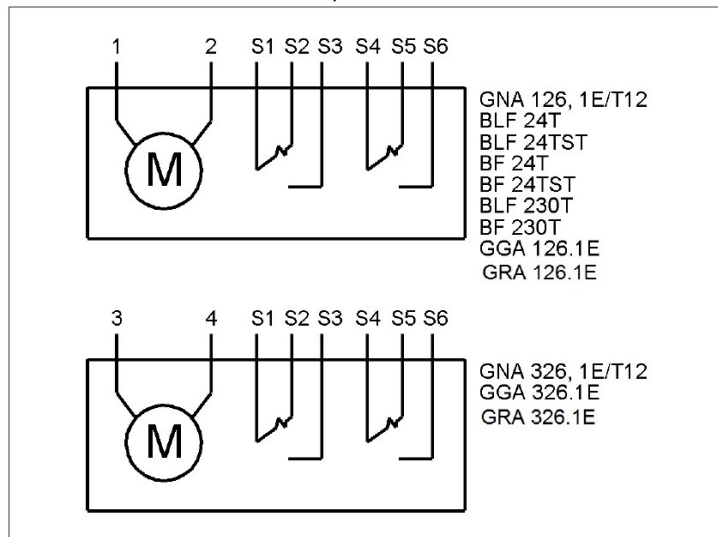 1 2 S1 S2 S3 S4 S5 S6
GNA 126, 1E/T12
BLF 24T
BLF 24TST
BF 24T
BF 24TST
BLF 230T
BF 230T
GGA 126.1E
GRA 126.1E
M
3 4 S1 S2 S3 S4 S5 S6
GNA 326, 1E/T12
GGA 326.1E
GRA 326.1E
M